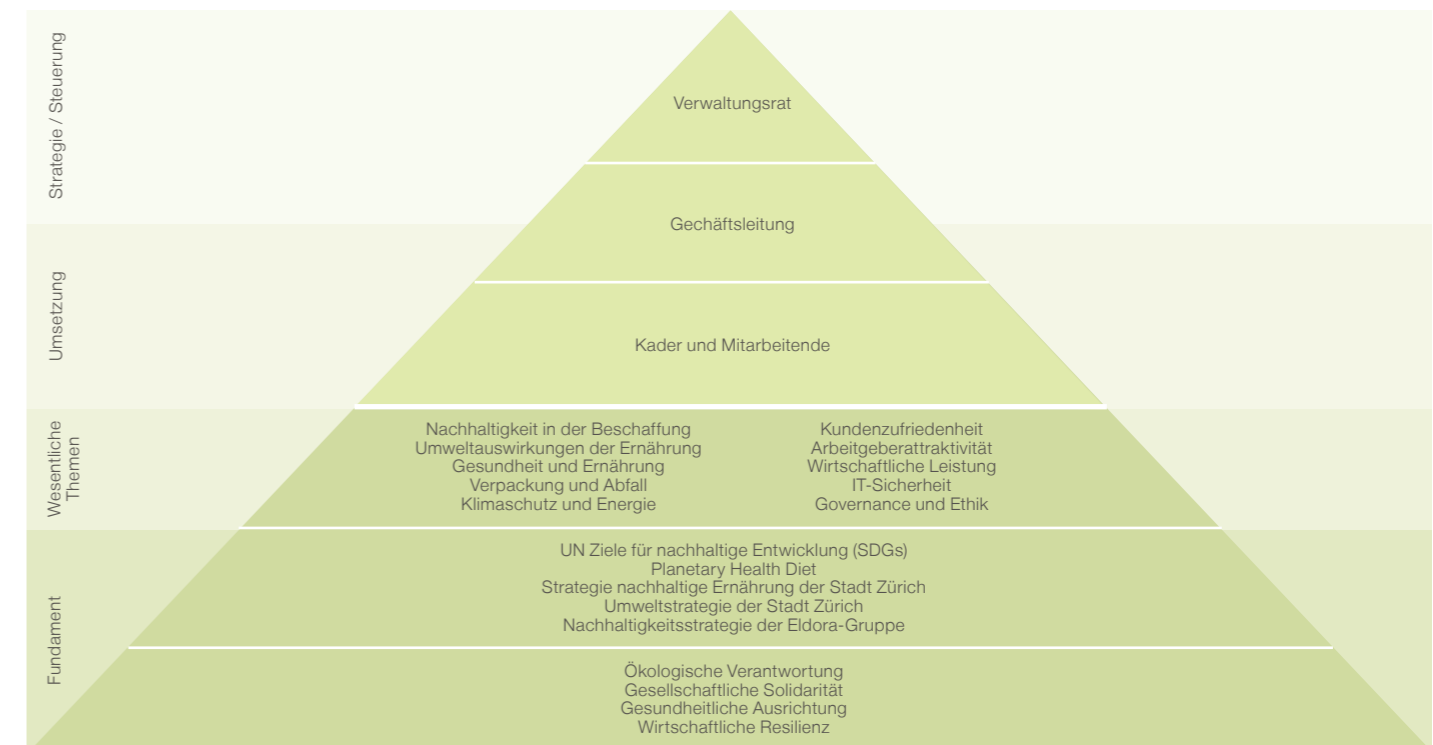 Strategie / Steuerung
Verwaltungsrat
Gechäftsleitung
Umsetzung
Kader und Mitarbeitende
Wesentliche
Themen
Nachhaltigkeit in der Beschaffung
Umweltauswirkungen der Ernährung
Gesundheit und Ernährung
Verpackung und Abfall
Klimaschutz und Energie
Kundenzufriedenheit
Arbeitgeberattraktivität
Wirtschaftliche Leistung
IT-Sicherheit
Governance und Ethik
Fundament
UN Ziele für nachhaltige Entwicklung (SDGs)
Planetary Health Diet
Strategie nachhaltige Ernährung der Stadt Zürich
Umweltstrategie der Stadt Zürich
Nachhaltigkeitsstrategie der Eldora-Gruppe
Ökologische Verantwortung
Gesellschaftliche Solidarität
Gesundheitliche Ausrichtung
Wirtschaftliche Resilienz